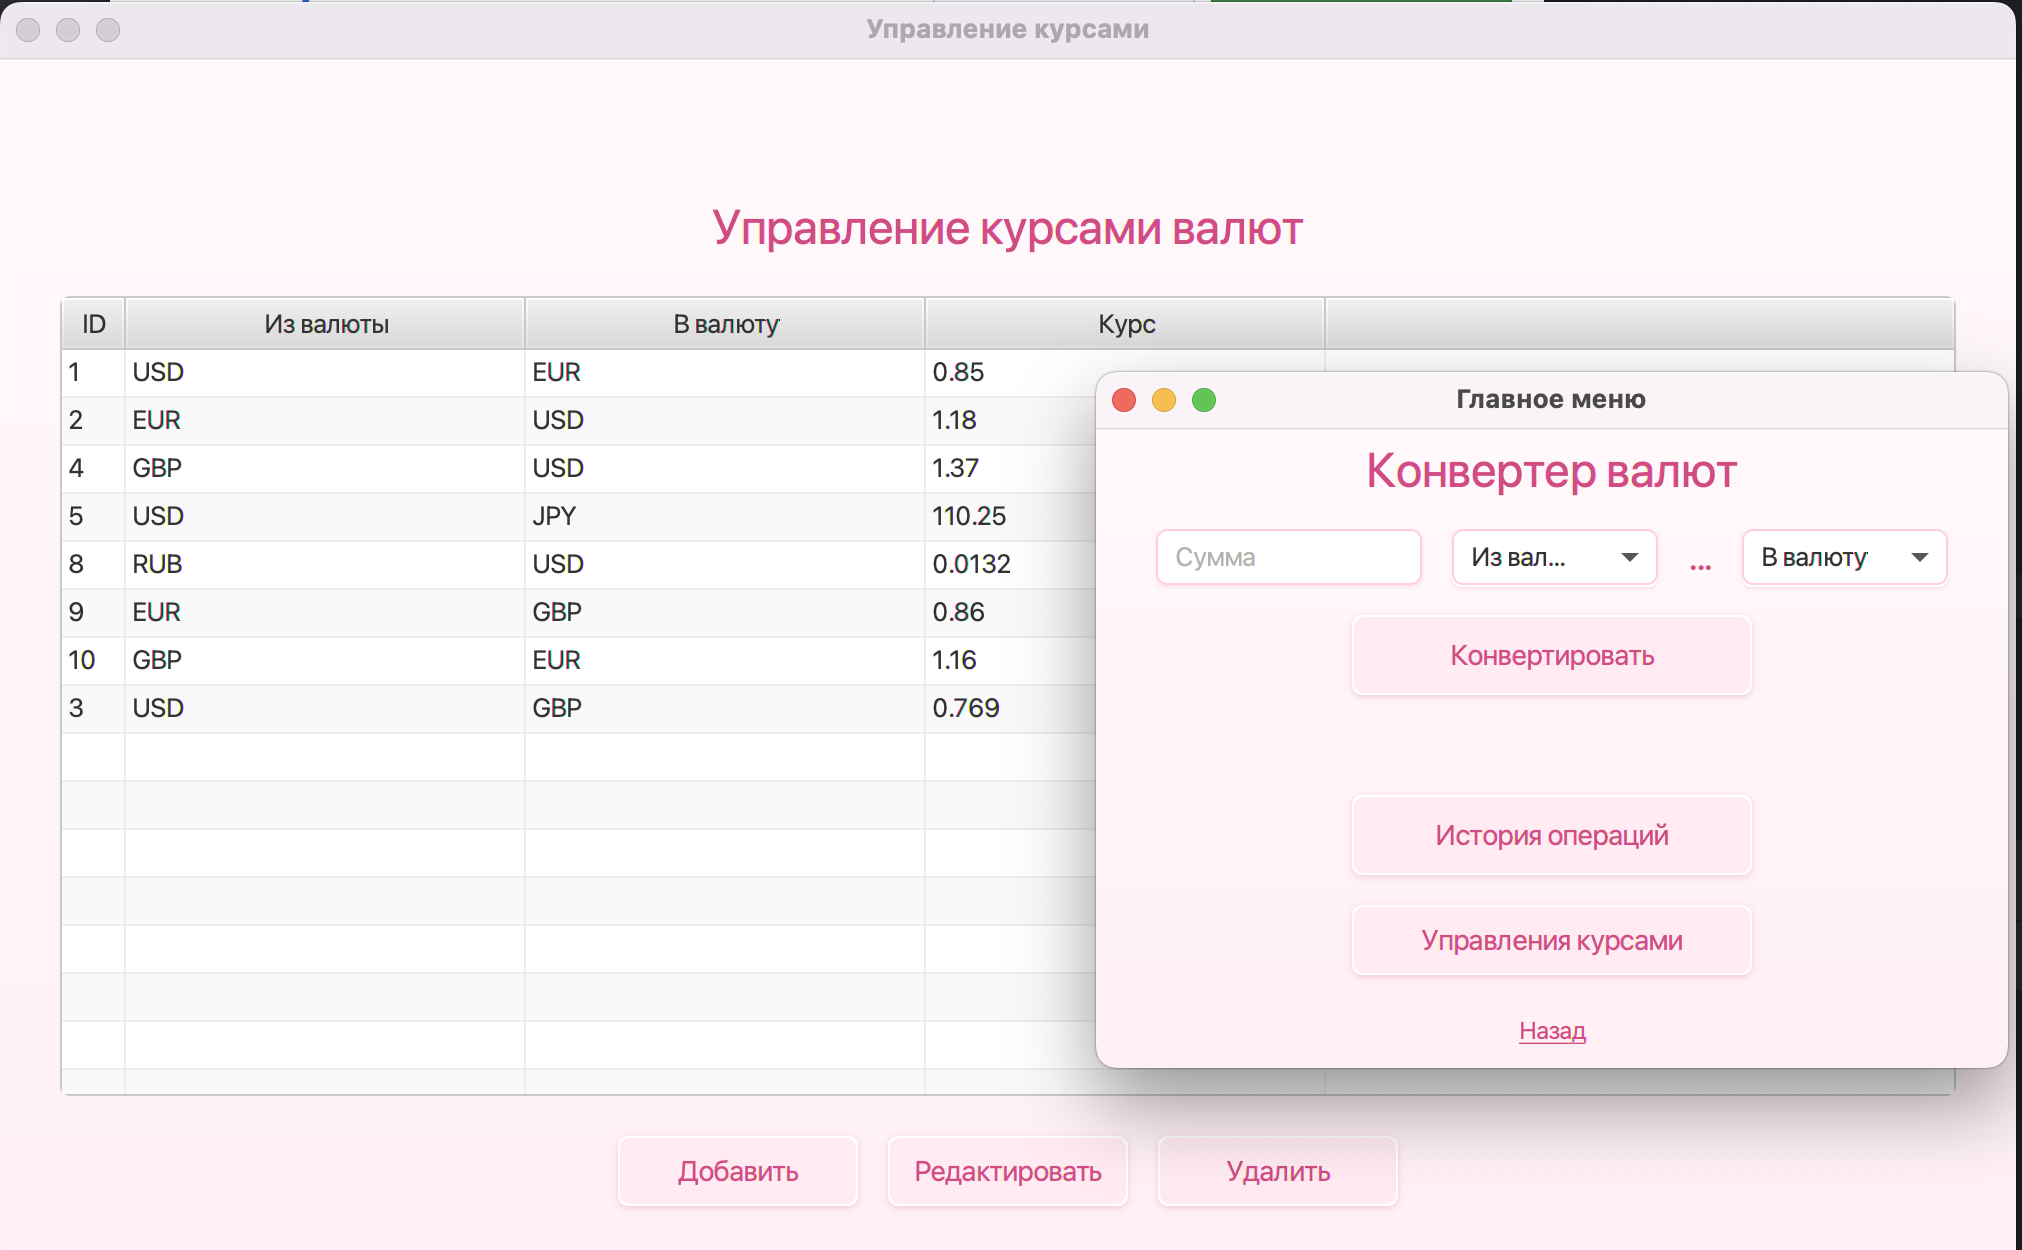 Управление курсами
Управление курсами валют
ID Из валюты В валюту Курс
1 USD EUR 0.85
2 EUR USD 1.18
4 GBP USD 1.37
5 USD JPY 110.25
8 RUB USD 0.0132
9 EUR GBP 0.86
10 GBP EUR 1.16
3 USD GBP 0.769
Добавить Редактировать Удалить
Главное меню
Конвертер валют
Сумма Из вал... ... В валюту
Конвертировать
История операций
Управления курсами
Назад